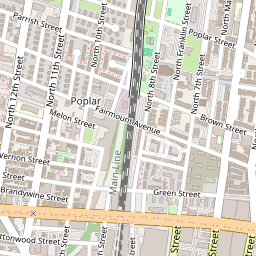 Parrish Street
North 10th Street
North 11th Street
North 12th Street
Poplar
Melon Street
Fairmount Avenue
North 8th Street
North Franklin Street
Poplar Street
North 7th Street
Brown Street
Vernon Street
Main Line
Brandywine Street
Green Street
ttonwood Street
Street
Street